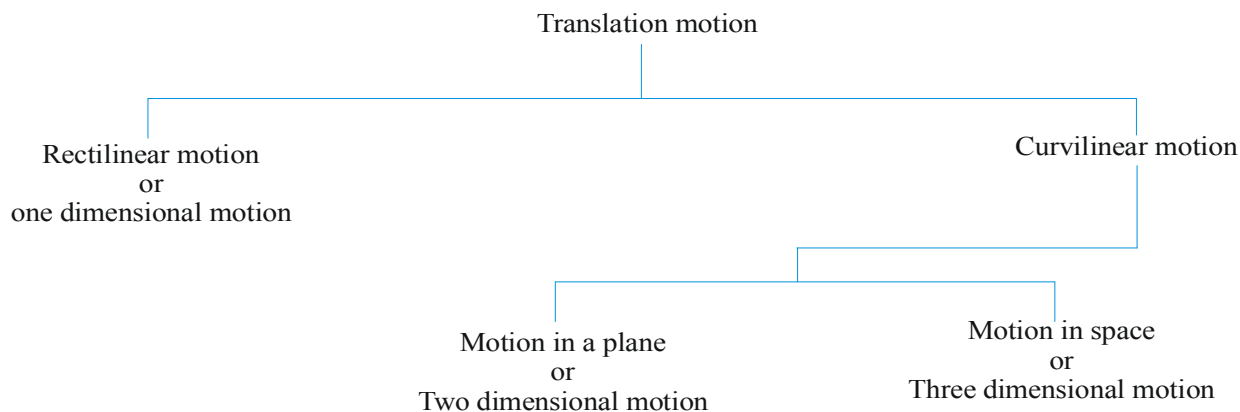 Translation motion
Rectilinear motion
or
one dimensional motion
Curvilinear motion
Motion in a plane
or
Two dimensional motion
Motion in space
or
Three dimensional motion